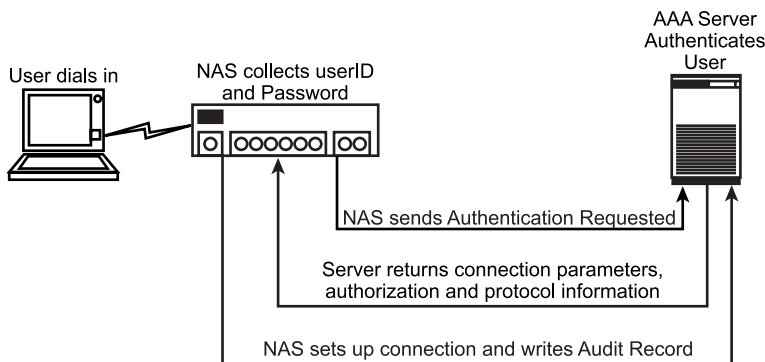 User dials in
NAS collects userID
and Password
AAA Server
Authenticates
User
NAS sends Authentication Requested
Server returns connection parameters,
authorization and protocol information
NAS sets up connection and writes Audit Record